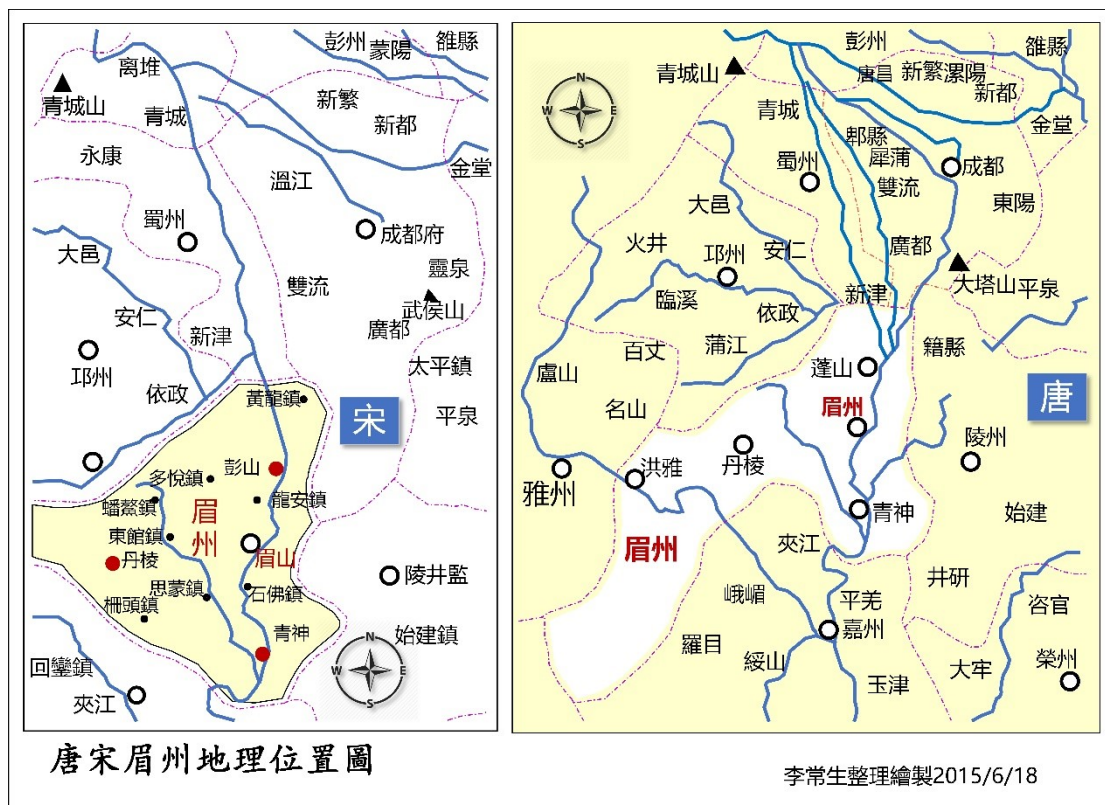 彭州
雒縣
离堆
蒙陽
青城山
青城
新繁
新都
永康
金堂
溫江
蜀州
成都府
大邑
靈泉
雙流
武侯山
安仁
新津
廣都
邛州
太平鎮
依政
黃龍鎮
宋
平泉
多悅鎮
彭山
龍安鎮
眉州
東館鎮
眉山
丹棱
陵井監
思蒙鎮
石佛鎮
柵頭鎮
青神
始建鎮
回鑾鎮
夾江
N
W
E
S
彭州
雒縣
青城山
唐昌
新繁
漯陽
新都
N
W
E
S
青城
金堂
郫縣
犀蒲
蜀州
成都
雙流
大邑
東陽
火井
安仁
廣都
邛州
大塔山
平泉
臨溪
依政
新津
百丈
蒲江
籍縣
盧山
蓬山
唐
名山
眉州
陵州
丹棱
洪雅
雅州
青神
始建
眉州
夾江
井研
峨嵋
平羌
咨官
嘉州
羅目
綏山
大牢
榮州
玉津
唐宋眉州地理位置圖
李常生整理繪製2015/6/18